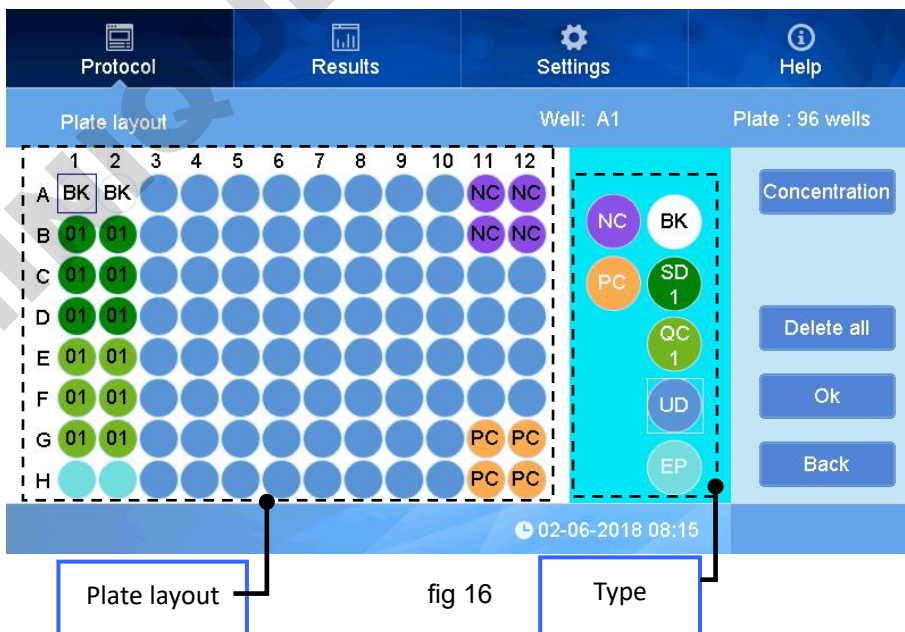 Protocol Results Settings Help
Plate layout Well: A1 Plate : 96 wells
1 2 3 4 5 6 7 8 9 10 11 12
A BK BK NC NC
B 01 01 NC NC
C 01 01
D 01 01
E 01 01
F 01 01
G 01 01 PC PC
H PC PC
NC BK
PC SD 1
QC 1
UD
EP
Concentration
Delete all
Ok
Back
02-06-2018 08:15
Plate layout fig 16 Type